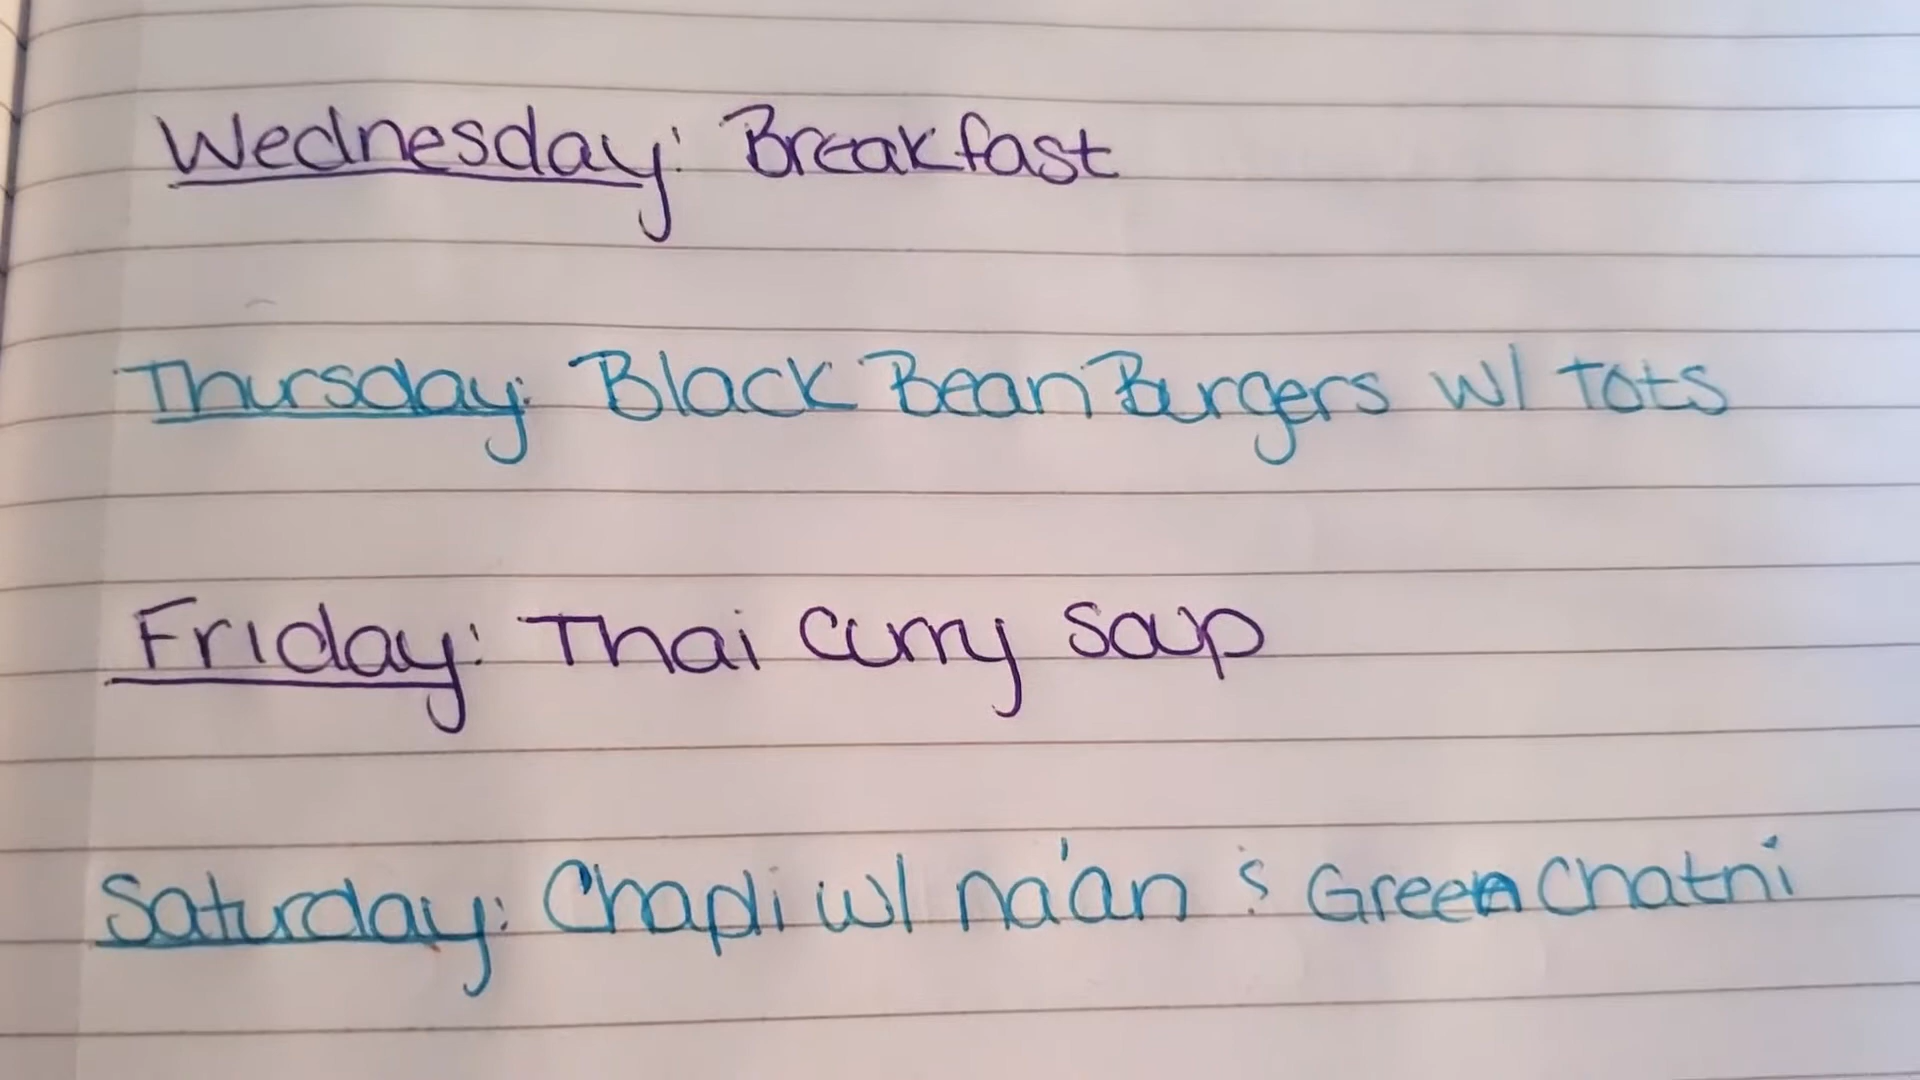 Wednesday: Breakfast
Thursday: Black Bean Burgers w/ Tots
Friday: Thai Curry Soup
Saturday: Chapli w/ na'an & Green Chatni